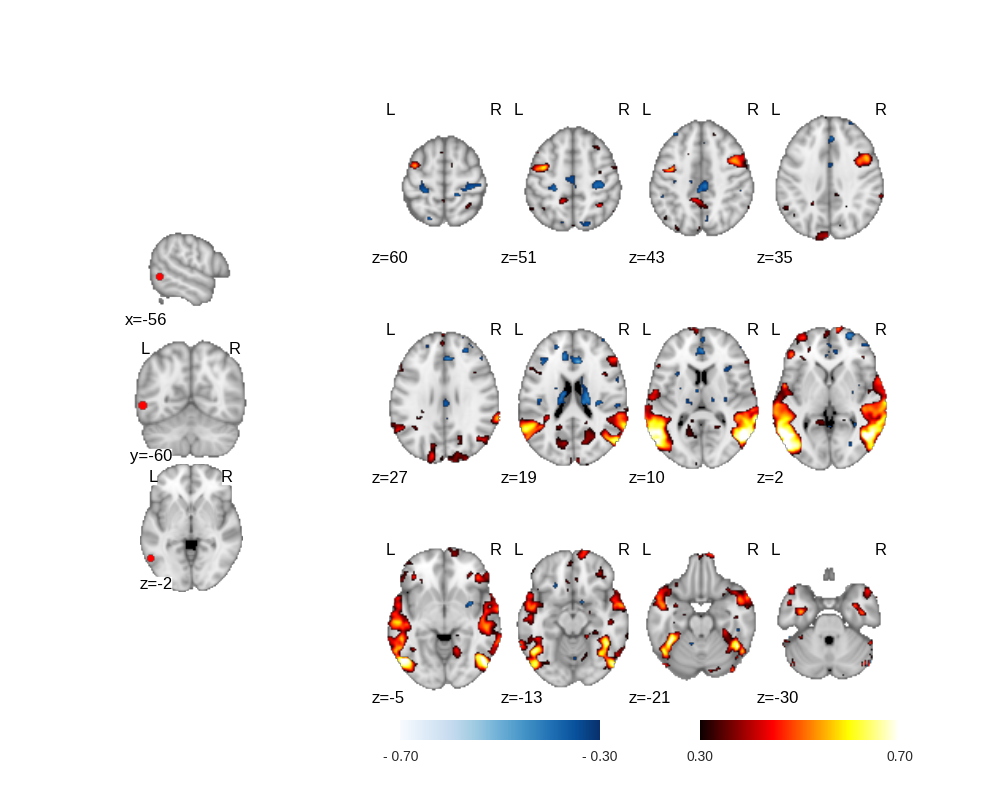 L R L R L R L R
z=60 z=51 z=43 z=35
x=-56
L R L R L R L R
L R
y=-60
L R
z=27 z=19 z=10 z=2
L R L R L R L R
z=-2
z=-5 z=-13 z=-21 z=-30
- 0.70 - 0.30 0.30 0.70